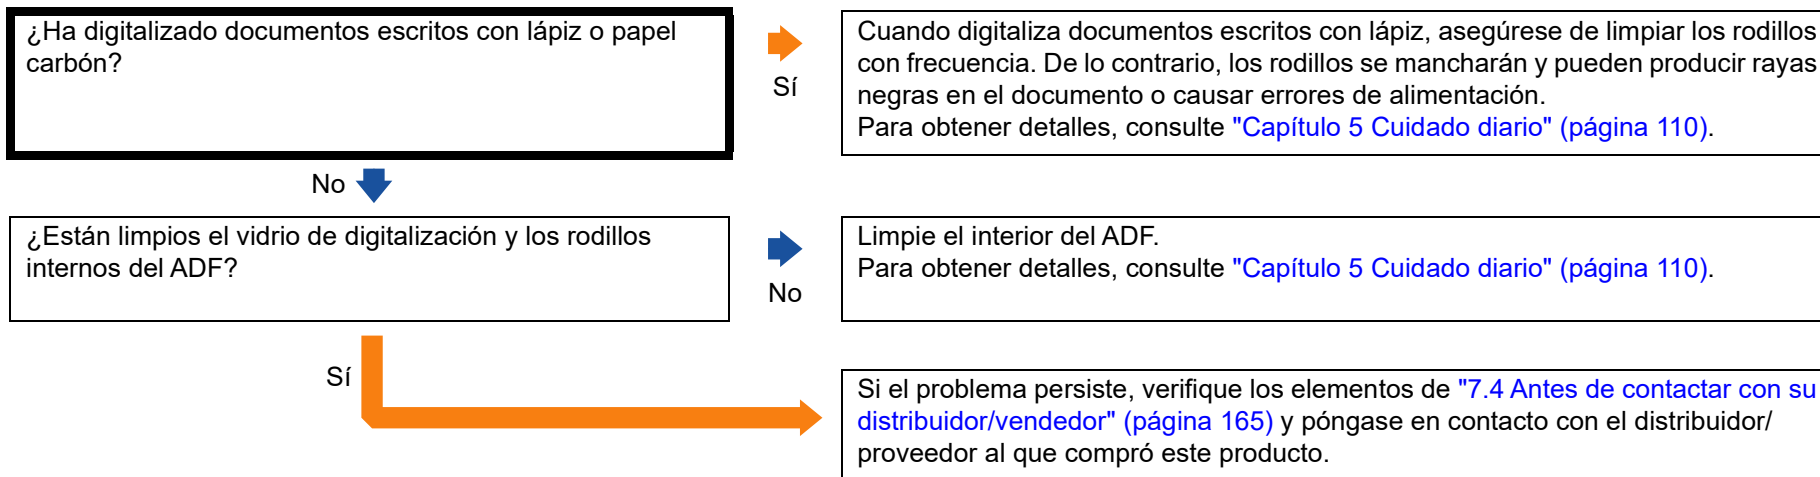 ¿Ha digitalizado documentos escritos con lápiz o papel
carbón?
Sí
Cuando digitaliza documentos escritos con lápiz, asegúrese de limpiar los rodillos
con frecuencia. De lo contrario, los rodillos se mancharán y pueden producir rayas
negras en el documento o causar errores de alimentación.
Para obtener detalles, consulte "Capítulo 5 Cuidado diario" (página 110).
No
¿Están limpios el vidrio de digitalización y los rodillos
internos del ADF?
No
Limpie el interior del ADF.
Para obtener detalles, consulte "Capítulo 5 Cuidado diario" (página 110).
Sí
Si el problema persiste, verifique los elementos de "7.4 Antes de contactar con su
distribuidor/vendedor" (página 165) y póngase en contacto con el distribuidor/
proveedor al que compró este producto.